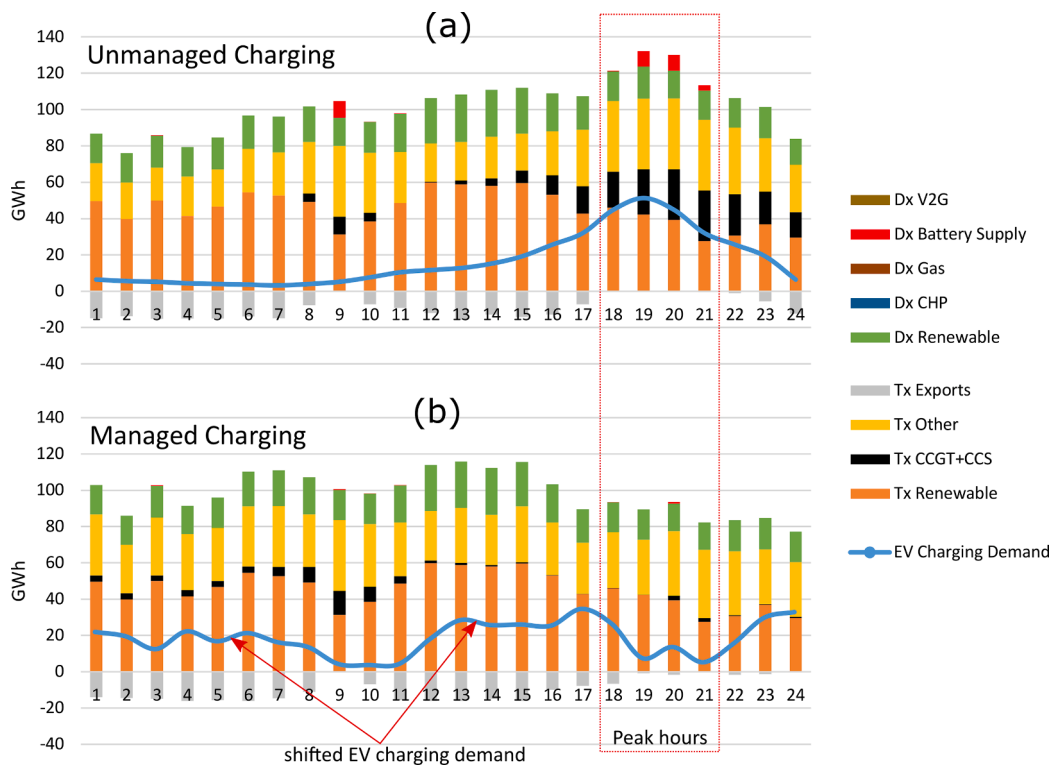 (a)
Unmanaged Charging
140
120
100
80
60
40
20
0
-20
-40
GWh
1 2 3 4 5 6 7 8 9 10 11 12 13 14 15 16 17 18 19 20 21 22 23 24
(b)
Managed Charging
140
120
100
80
60
40
20
0
-20
-40
GWh
1 2 3 4 5 6 7 8 9 10 11 12 13 14 15 16 17 18 19 20 21 22 23 24
Peak hours
shifted EV charging demand
Dx V2G
Dx Battery Supply
Dx Gas
Dx CHP
Dx Renewable
Tx Exports
Tx Other
Tx CCGT+CCS
Tx Renewable
EV Charging Demand